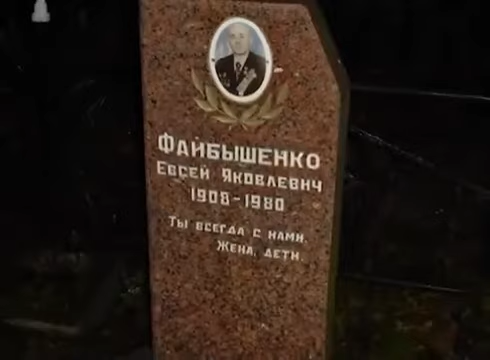 Файбышенко
Евсей Яковлевич
1908-1980
Ты всегда с нами.
Жена, дети.